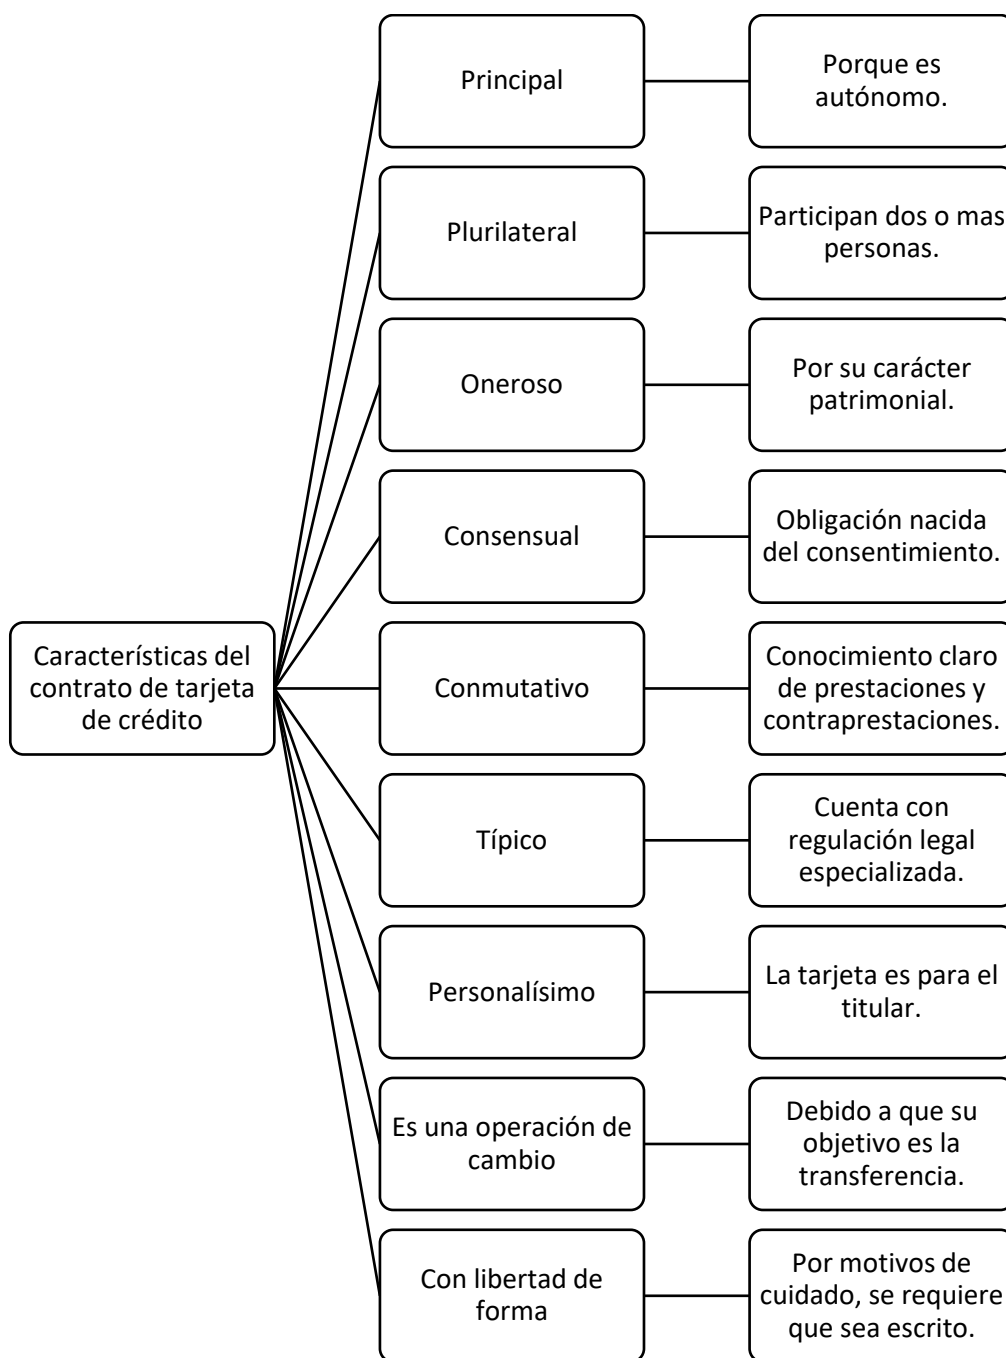 Características del
contrato de tarjeta
de crédito
Principal
Porque es
autónomo.
Plurilateral
Participan dos o mas
personas.
Oneroso
Por su carácter
patrimonial.
Consensual
Obligación nacida
del consentimiento.
Conmutativo
Conocimiento claro
de prestaciones y
contraprestaciones.
Típico
Cuenta con
regulación legal
especializada.
Personalísimo
La tarjeta es para el
titular.
Es una operación de
cambio
Debido a que su
objetivo es la
transferencia.
Con libertad de
forma
Por motivos de
cuidado, se requiere
que sea escrito.